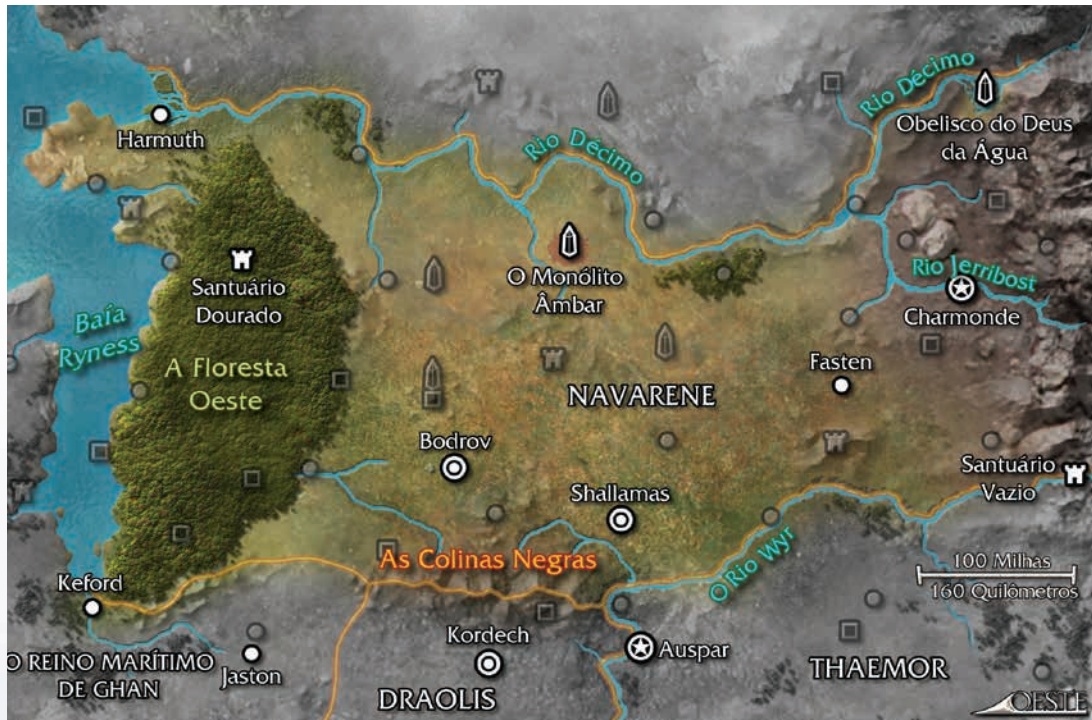 Rio Décimo
Harmuth
Obelisco do Deus
da Água
Rio Décimo
Santuário
Dourado
O Monólito
Âmbar
Rio Jerribost
Charmonde
Baía
Ryness
A Floresta
Oeste
NAVARENE
Fasten
Bodrov
Shallamas
Santuário
Vazio
As Colinas Negras
O Rio Wyr
100 Milhas
160 Quilômetros
Keford
Kordech
O REINO MARÍTIMO
DE GHAN
Jaston
Auspar
DRAOLIS
THAEMOR
OESTE